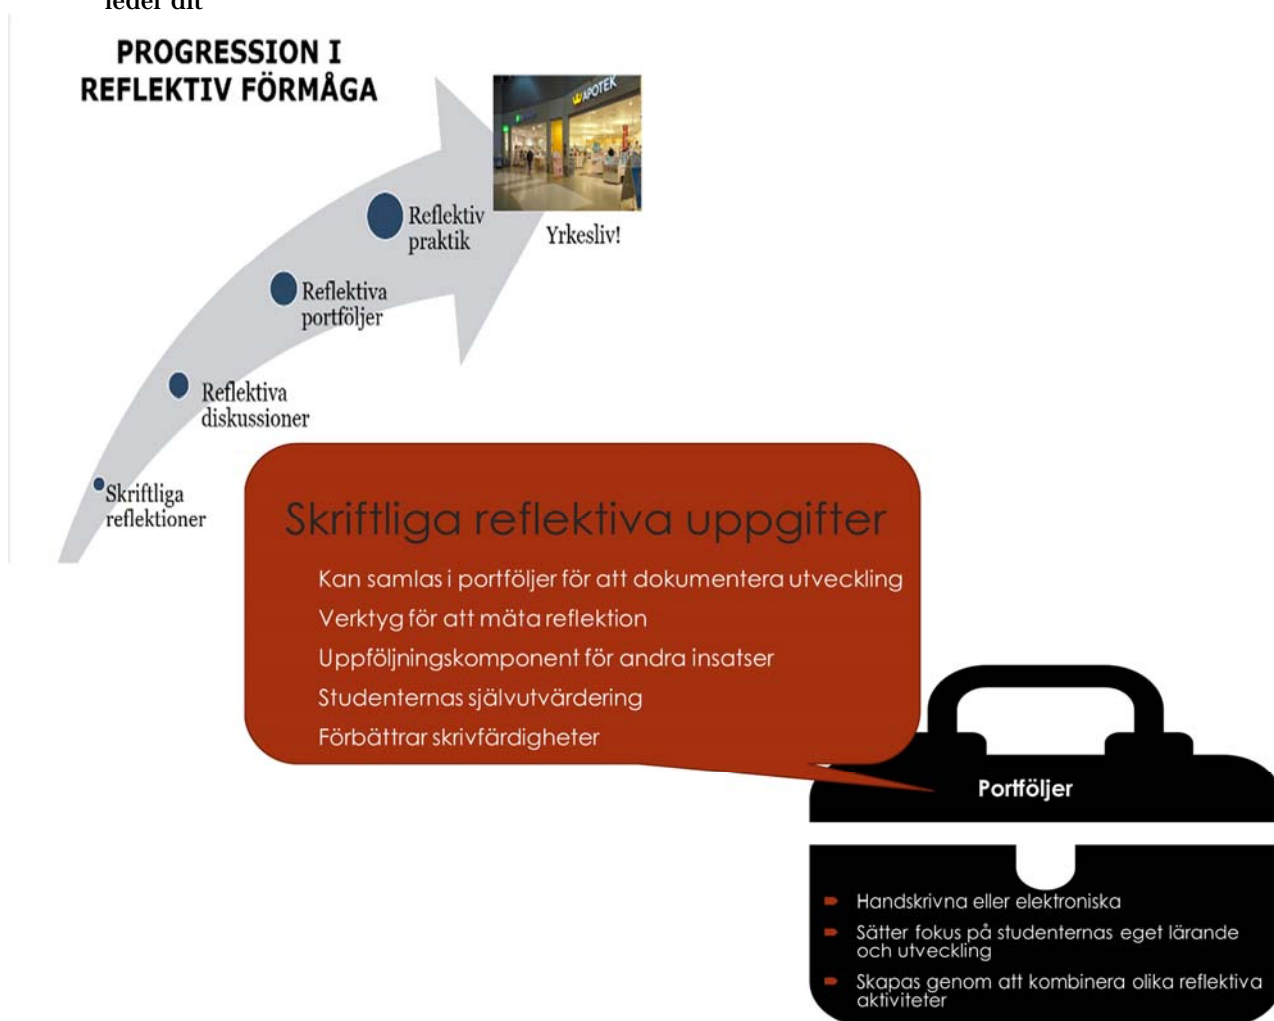 leder dit
PROGRESSION I
REFLEKTIV FÖRMÅGA
APOTEK
Reflektiv
praktik
Yrkesliv!
Reflektiva
portföljer
Reflektiva
diskussioner
Skriftliga
reflektioner
Skriftliga reflektiva uppgifter
Kan samlas i portföljer för att dokumentera utveckling
Verktyg för att mäta reflektion
Uppföljningskomponent för andra insatser
Studenternas självutvärdering
Förbättrar skrivfärdigheter
Portföljer
Handskrivna eller elektroniska
Sätter fokus på studenternas eget lärande
och utveckling
Skapas genom att kombinera olika reflektiva
aktiviteter